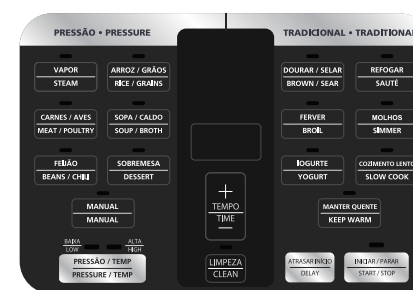 PRESSÃO • PRESSURE
TRADICIONAL • TRADITIONAL
VAPOR
STEAM
ARROZ / GRÃOS
RICE / GRAINS
DOURAR / SELAR
BROWN / SEAR
REFOGAR
SAUTÉ
CARNES / AVES
MEAT / POULTRY
SOPA / CALDO
SOUP / BROTH
FERVER
BROIL
MOLHOS
SIMMER
FEIJÃO
BEANS / CHILI
SOBREMESA
DESSERT
IOGURTE
YOGURT
COZIMENTO LENTO
SLOW COOK
MANUAL
MANUAL
+
TEMPO
TIME
−
MANTER QUENTE
KEEP WARM
BAIXA
LOW
ALTA
HIGH
PRESSÃO / TEMP
PRESSURE / TEMP
LIMPEZA
CLEAN
ATRASAR INÍCIO
DELAY
INICIAR / PARAR
START / STOP